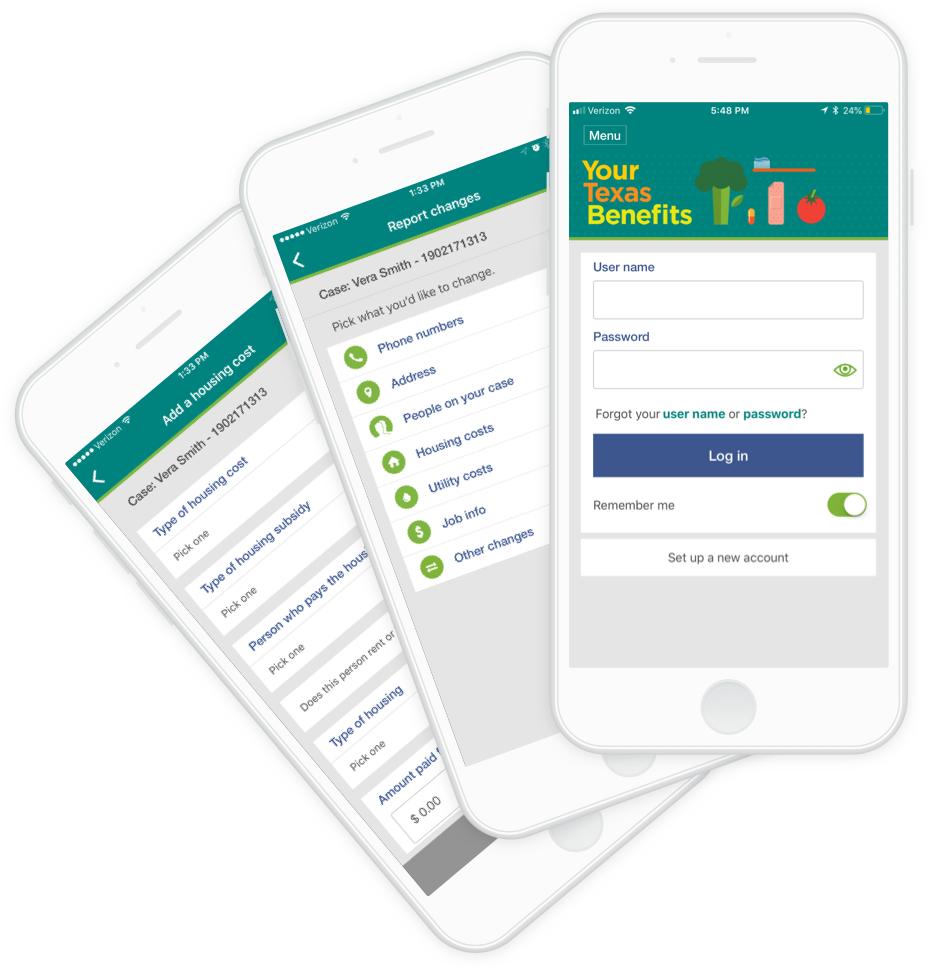 Verizon
1:33 PM
Add a housing cost
Case: Vera Smith - 1902171313
Type of housing cost
Pick one
Type of housing subsidy
Pick one
Person who pays the hous
Pick one
Does this person rent or
Type of housing
Pick one
Amount paid
$ 0.00
Verizon
1:33 PM
Report changes
Case: Vera Smith - 1902171313
Pick what you'd like to change.
Phone numbers
Address
People on your case
Housing costs
Utility costs
$ Job info
Other changes
Verizon 5:48 PM 24%
Menu
Your
Texas
Benefits
User name
Password
Forgot your user name or password?
Log in
Remember me
Set up a new account